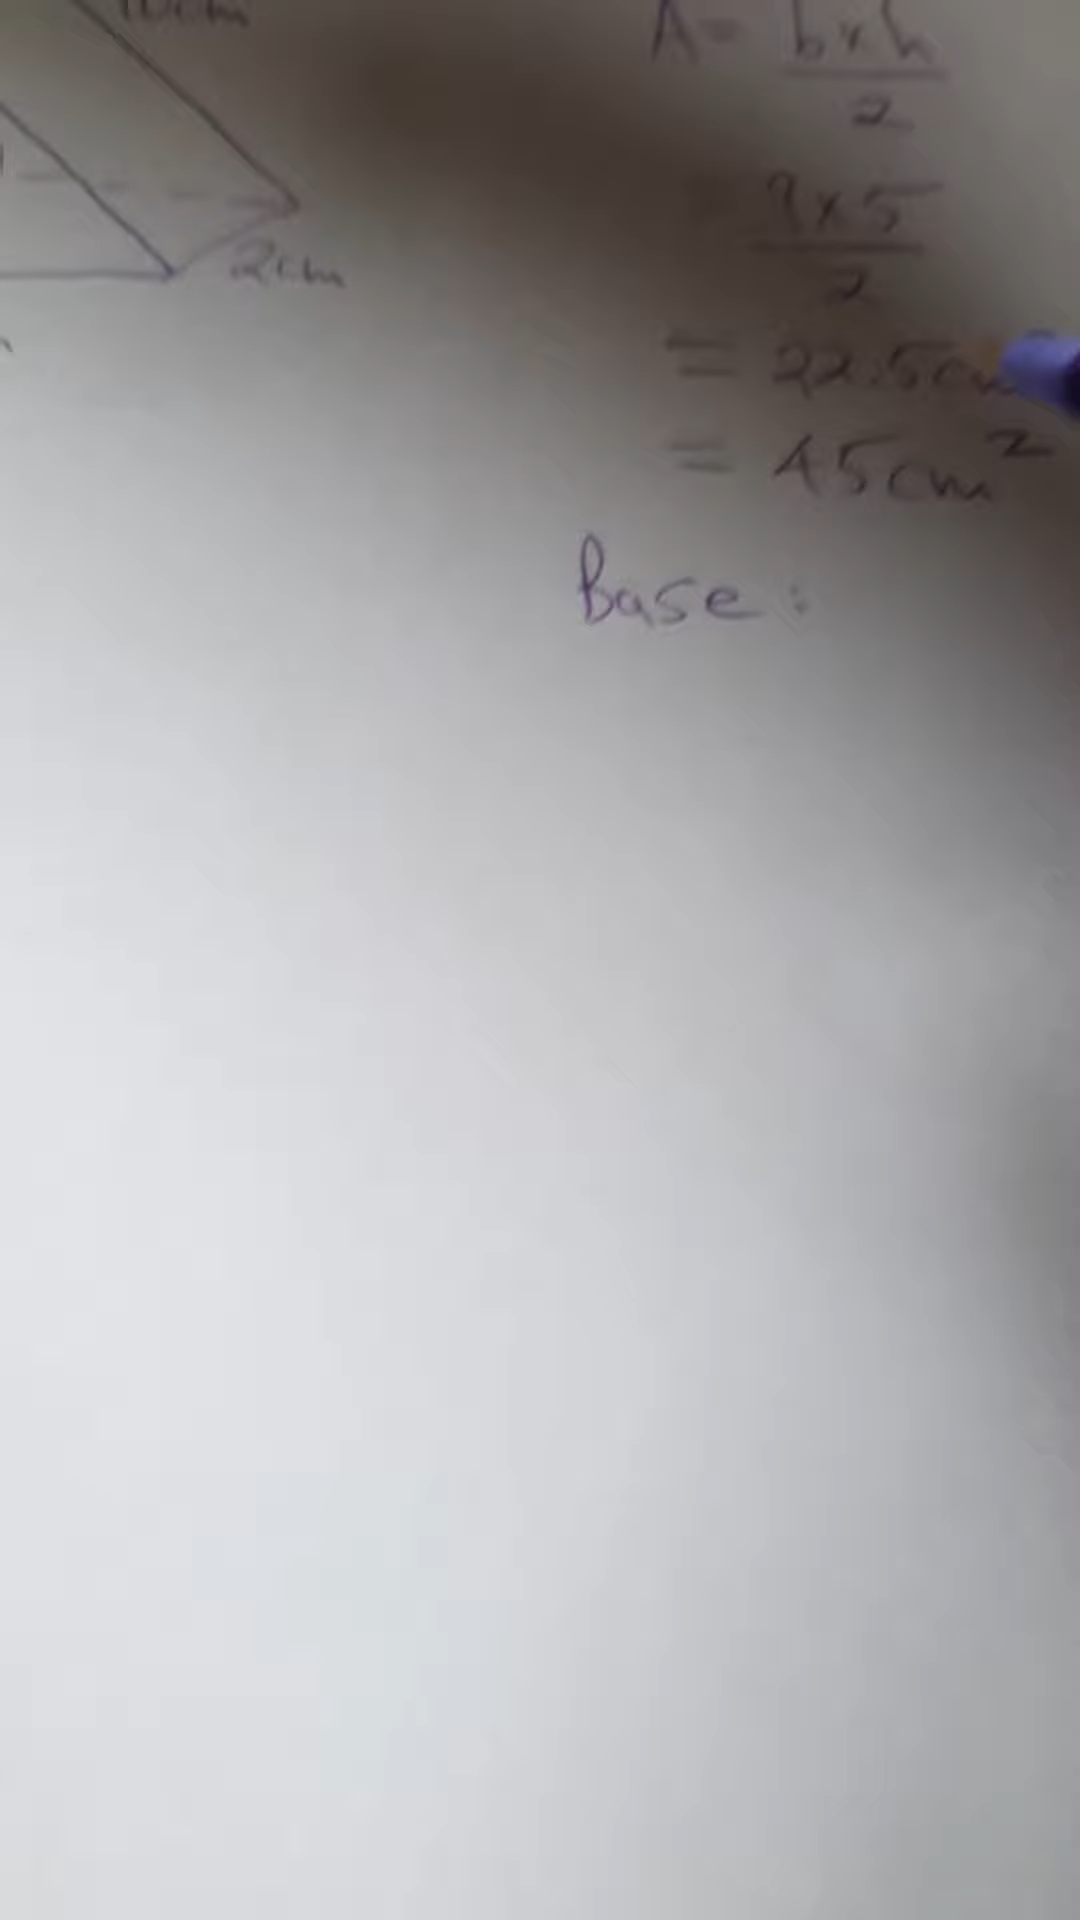 10cm
A = b x h
2
9 x 5
2
= 22.5cm
= 45cm²
2cm
Base: